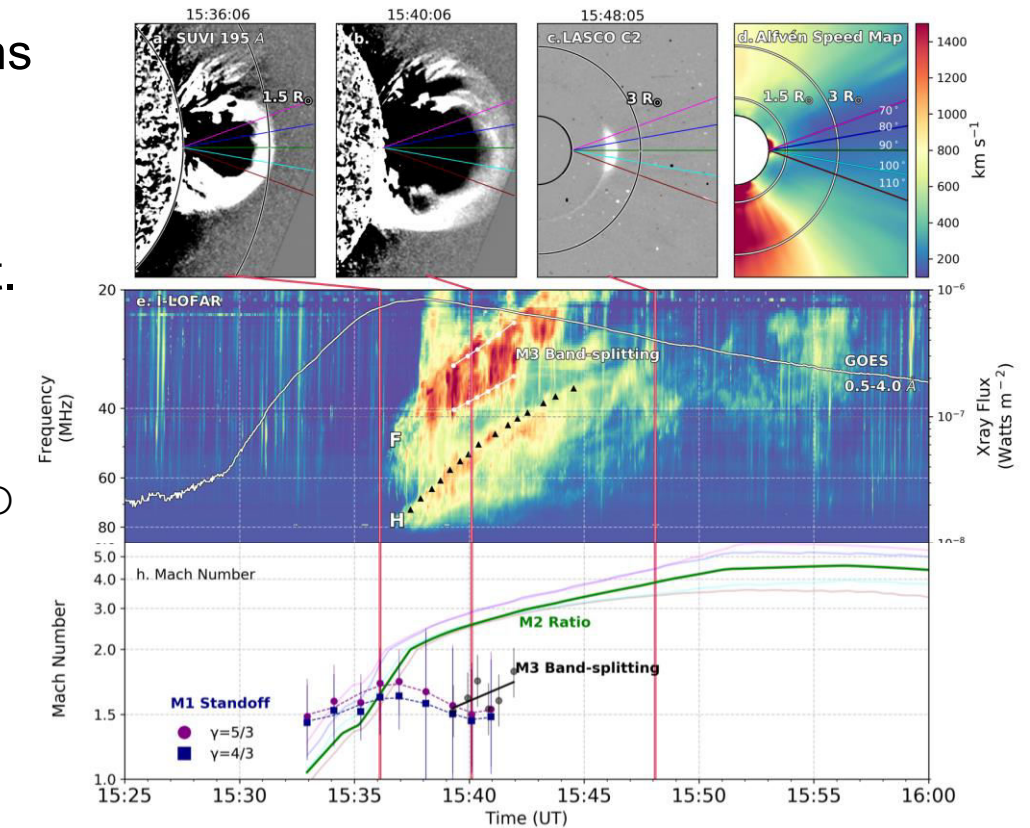 15:36:06 15:40:06 15:48:05
ns
a. SUVI 195 A
b.
c. LASCO C2
d. Alfvén Speed Map
1.5 R☉
3 R☉
1.5 R☉ 3 R☉
70°
80°
90°
100°
110°
1400
1200
1000
800
600
400
200
km s⁻¹
t.
e. I-LOFAR
20
40
60
80
Frequency
(MHz)
M3 Band-splitting
GOES
0.5-4.0 A
F
H
10⁻⁶
10⁻⁷
10⁻⁸
Xray Flux
(Watts m⁻²)
h. Mach Number
5.0
4.0
3.0
2.0
1.5
1.0
Mach Number
M2 Ratio
M3 Band-splitting
M1 Standoff
γ=5/3
γ=4/3
15:25 15:30 15:35 15:40 15:45 15:50 15:55 16:00
Time (UT)